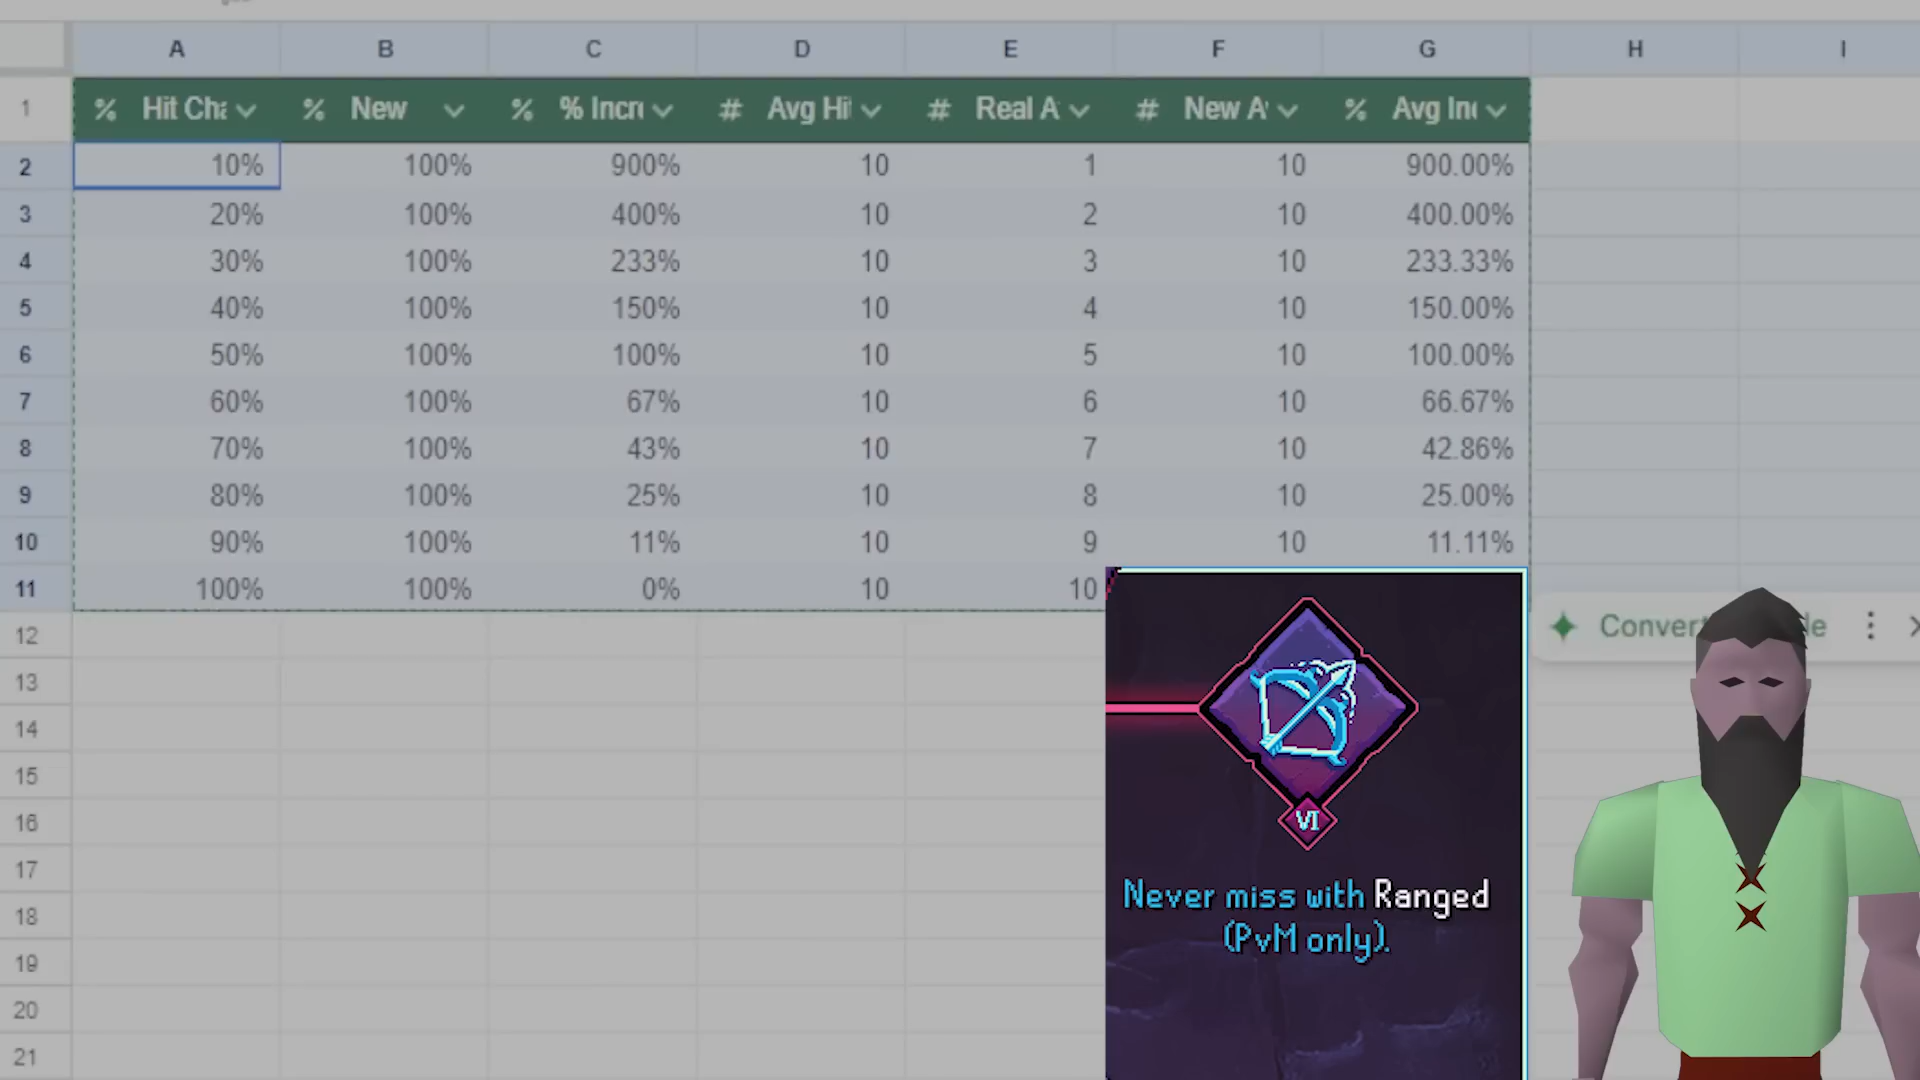 A B C D E F G H I
1 % Hit Cha % New % % Incr # Avg Hi # Real A # New A % Avg Inc
2 10% 100% 900% 10 1 10 900.00%
3 20% 100% 400% 10 2 10 400.00%
4 30% 100% 233% 10 3 10 233.33%
5 40% 100% 150% 10 4 10 150.00%
6 50% 100% 100% 10 5 10 100.00%
7 60% 100% 67% 10 6 10 66.67%
8 70% 100% 43% 10 7 10 42.86%
9 80% 100% 25% 10 8 10 25.00%
10 90% 100% 11% 10 9 10 11.11%
11 100% 100% 0% 10 10
Convert
12
13
14
15
16
17
18
19
20
21
VI
Never miss with Ranged
(PvM only).